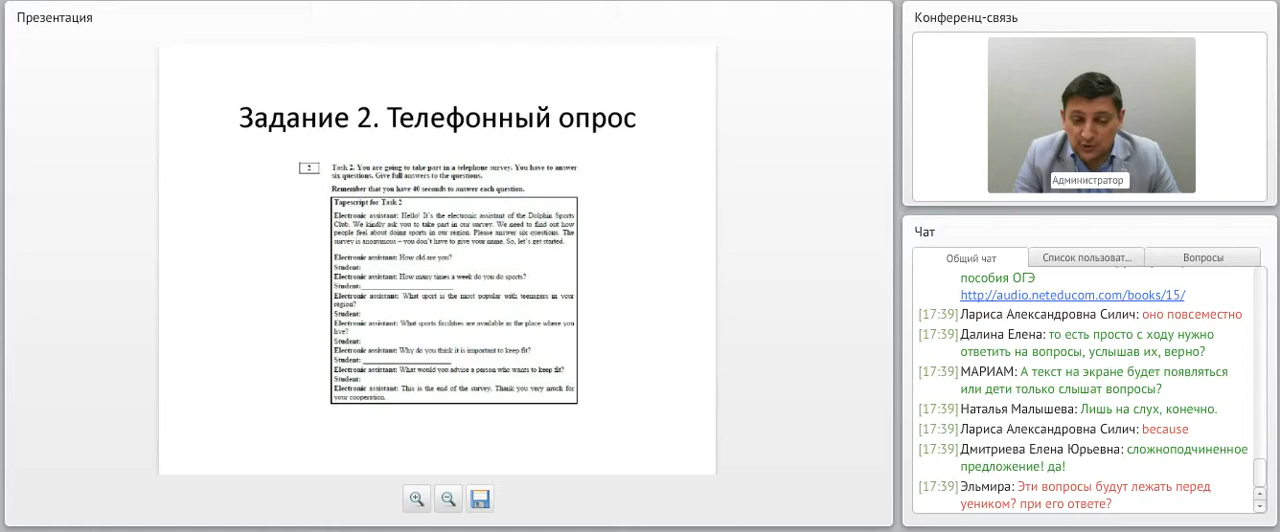 Презентация
Задание 2. Телефонный опрос
2
Task 2. You are going to take part in a telephone survey. You have to answer
six questions. Give full answers to the questions.
Remember that you have 40 seconds to answer each question.
Tapescript for Task 2
Electronic assistant: Hello! It's the electronic assistant of the Dolphin Sports
Club. We kindly ask you to take part in our survey. We need to find out how
people feel about doing sports in our region. Please answer six questions. The
survey is anonymous – you don't have to give your name. So, let's get started.
Electronic assistant: How old are you?
Student:
Electronic assistant: How many times a week do you do sports?
Student:
Electronic assistant: What sport is the most popular with teenagers in your
region?
Student:
Electronic assistant: What sports facilities are available in the place where you
live?
Student:
Electronic assistant: Why do you think it is important to keep fit?
Student:
Electronic assistant: What would you advise a person who wants to keep fit?
Student:
Electronic assistant: This is the end of the survey. Thank you very much for
your cooperation.
Конференц-связь
Администратор
Чат
Общий чат
Список пользоват...
Вопросы
пособия ОГЭ
http://audio.neteducom.com/books/15/
[17:39] Лариса Александровна Силич: оно повсеместно
[17:39] Далина Елена: то есть просто с ходу нужно
ответить на вопросы, услышав их, верно?
[17:39] МАРИАМ: А текст на экране будет появляться
или дети только слышат вопросы?
[17:39] Наталья Малышева: Лишь на слух, конечно.
[17:39] Лариса Александровна Силич: because
[17:39] Дмитриева Елена Юрьевна: сложноподчиненное
предложение! да!
[17:39] Эльмира: Эти вопросы будут лежать перед
уеником? при его ответе?